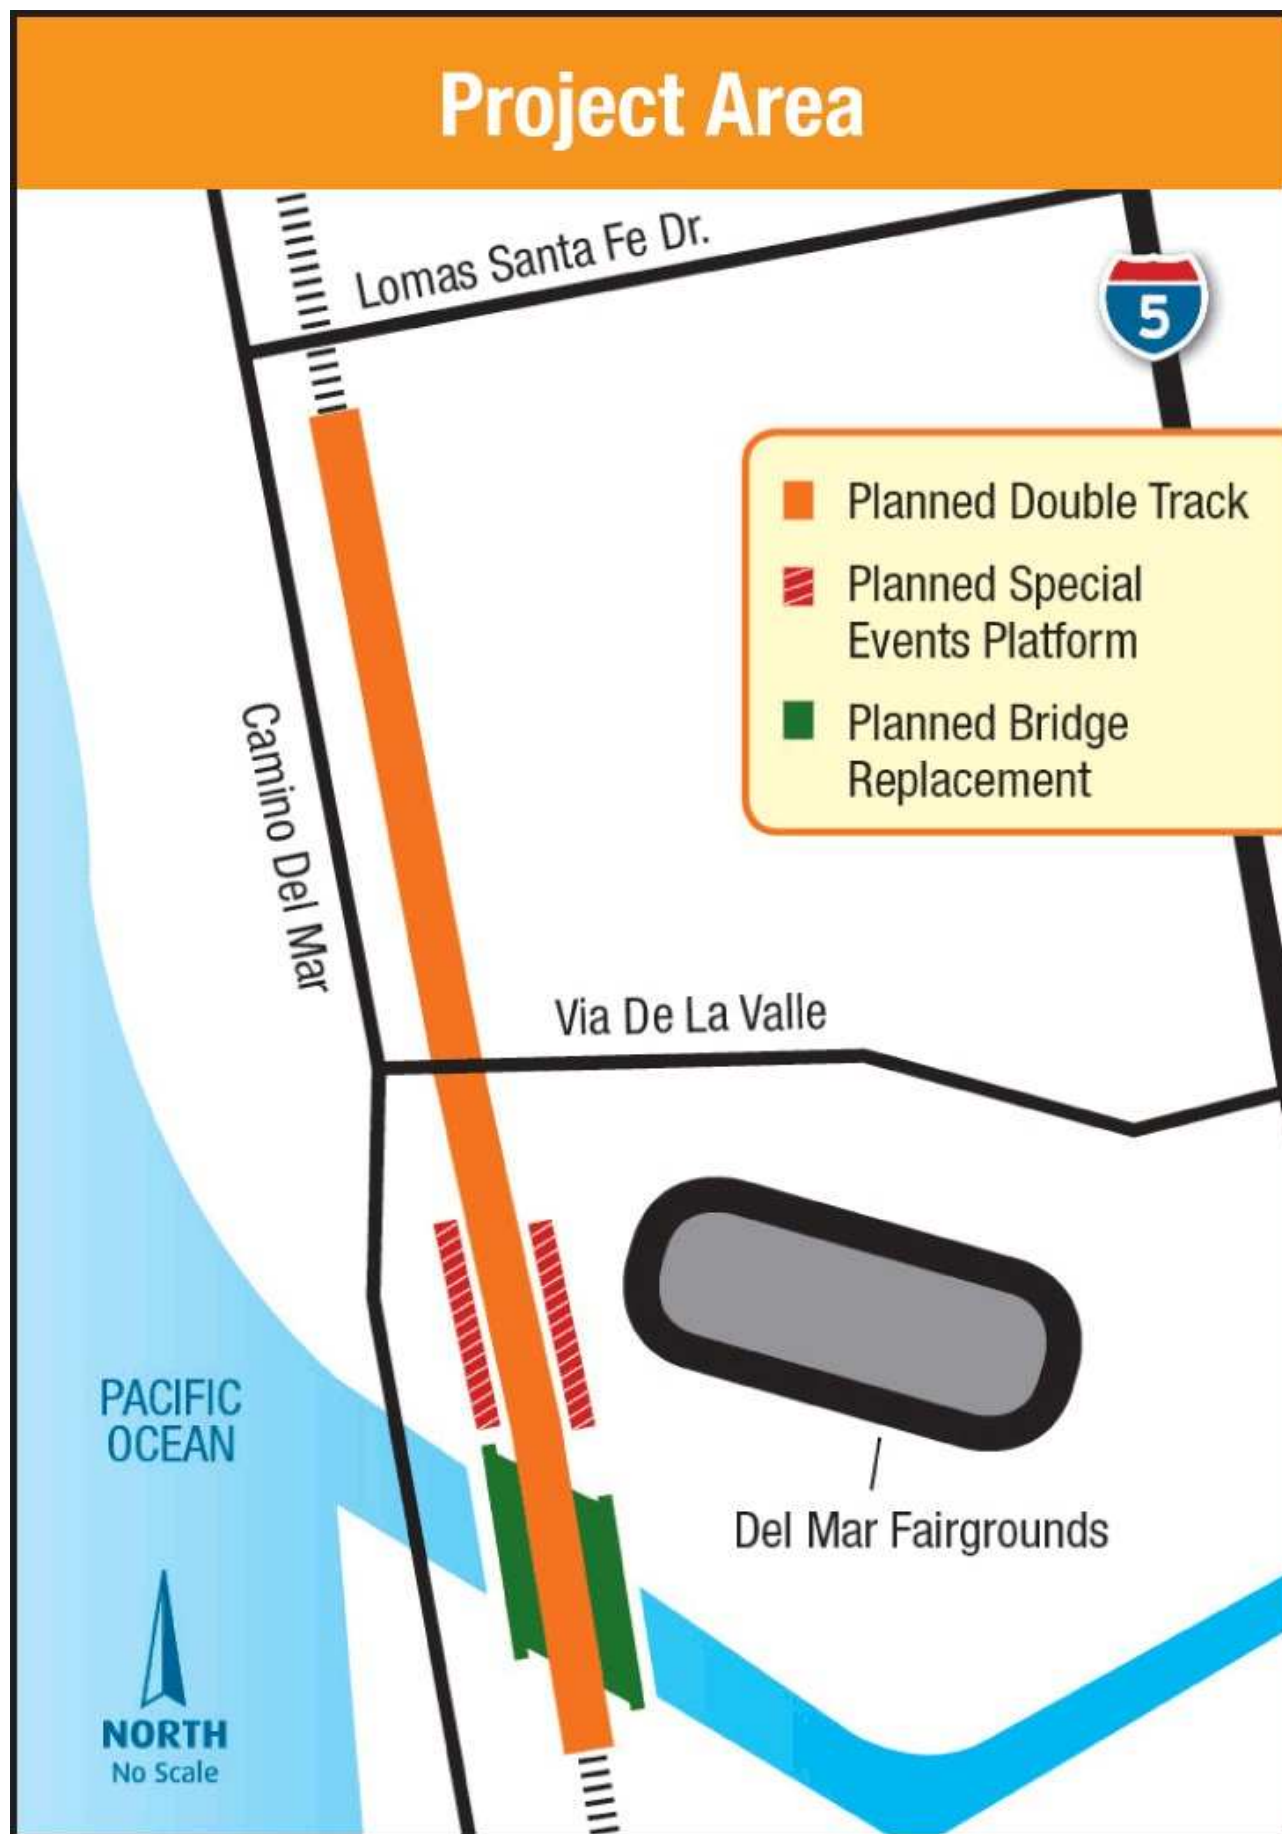 Project Area
Lomas Santa Fe Dr.
5
Planned Double Track
Planned Special
Events Platform
Planned Bridge
Replacement
Camino Del Mar
Via De La Valle
PACIFIC
OCEAN
Del Mar Fairgrounds
NORTH
No Scale